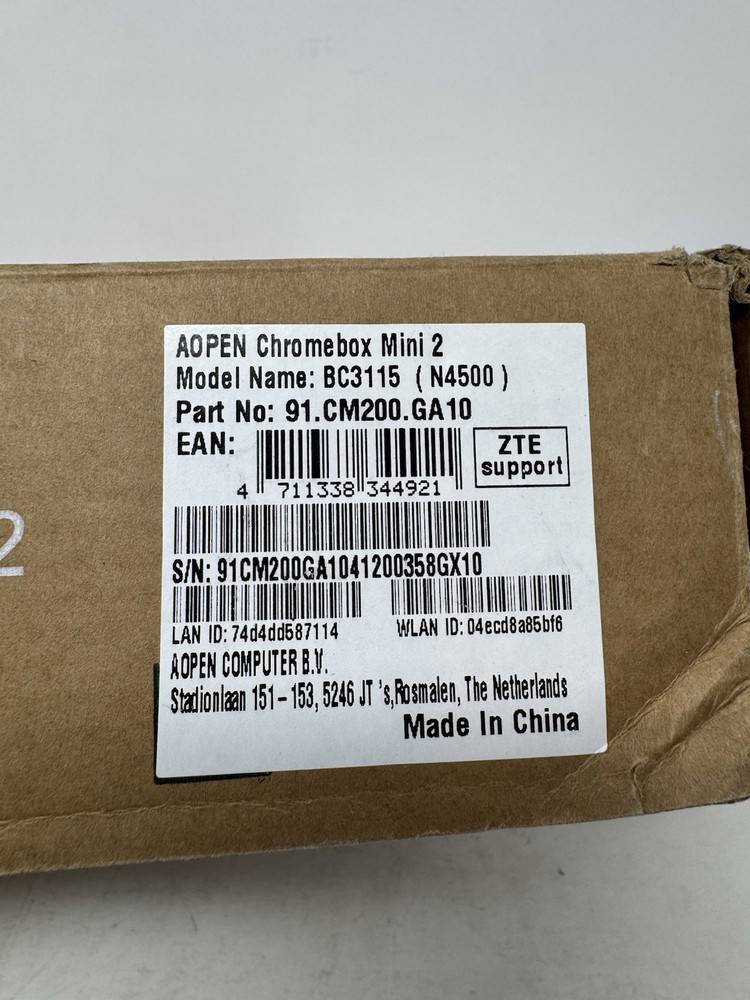 AOPEN Chromebox Mini 2
Model Name: BC3115 (N4500)
Part No: 91.CM200.GA10
EAN:
4 711338 344921
ZTE
support
S/N: 91CM200GA1041200358GX10
LAN ID: 74d4dd587114
WLAN ID: 04ecd8a85bf6
AOPEN COMPUTER B.V.
Stadionlaan 151-153, 5246 JT 's,Rosmalen, The Netherlands
Made In China
2